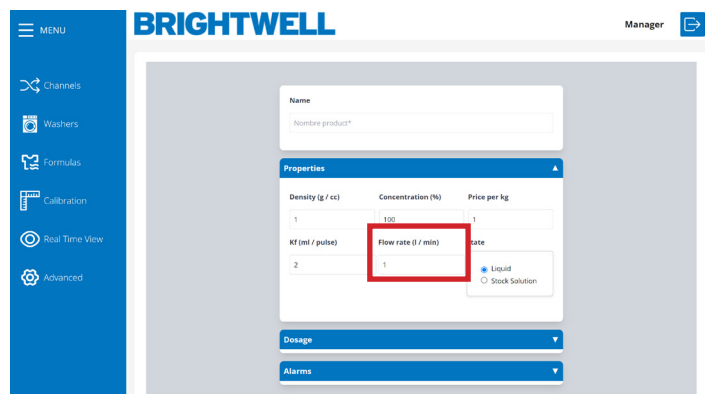 MENU
BRIGHTWELL
Manager
Channels
Washers
Formulas
Calibration
Real Time View
Advanced
Name
Nombre product*
Properties
Density (g / cc) Concentration (%) Price per kg
1 100 1
Kf (ml / pulse) Flow rate (l / min) tate
2 1
Liquid
Stock Solution
Dosage
Alarms